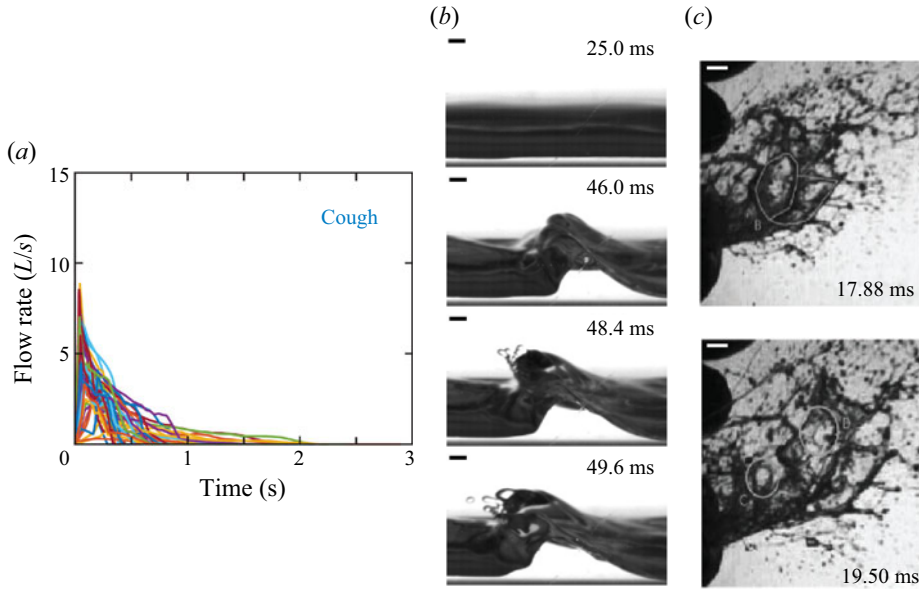 (a)
15
10
5
0
1
2
3
Flow rate (L/s)
Time (s)
Cough
(b)
25.0 ms
46.0 ms
48.4 ms
49.6 ms
(c)
B
17.88 ms
B
C
19.50 ms